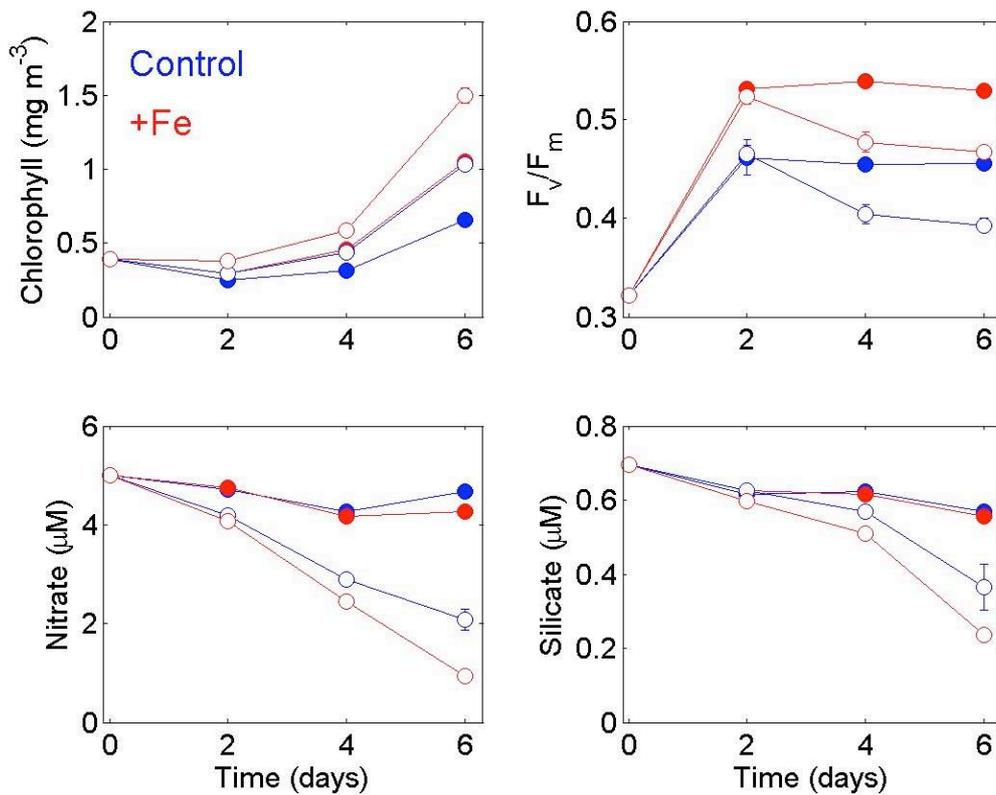 Chlorophyll (mg m⁻³)
2
1.5
1
0.5
0
Control
+Fe
0 2 4 6
Fᵥ/Fₘ
0.6
0.5
0.4
0.3
0 2 4 6
Nitrate (μM)
6
4
2
0
0 2 4 6
Time (days)
Silicate (μM)
0.8
0.6
0.4
0.2
0
0 2 4 6
Time (days)